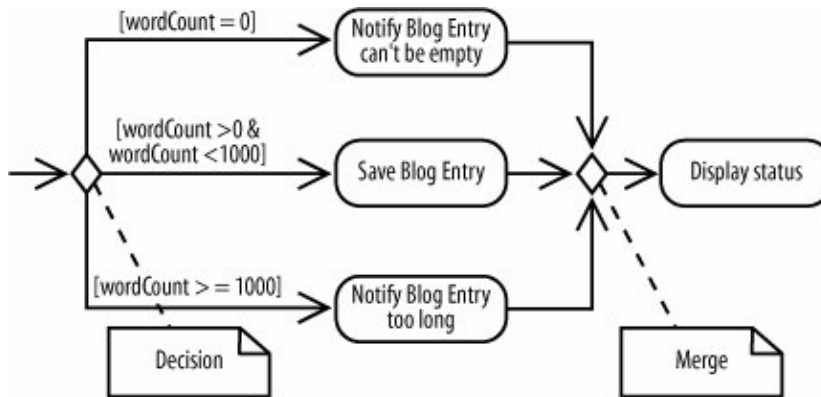 [wordCount = 0]
Notify Blog Entry
can't be empty
[wordCount >0 &
wordCount <1000]
Save Blog Entry
Display status
[wordCount > = 1000]
Notify Blog Entry
too long
Decision
Merge